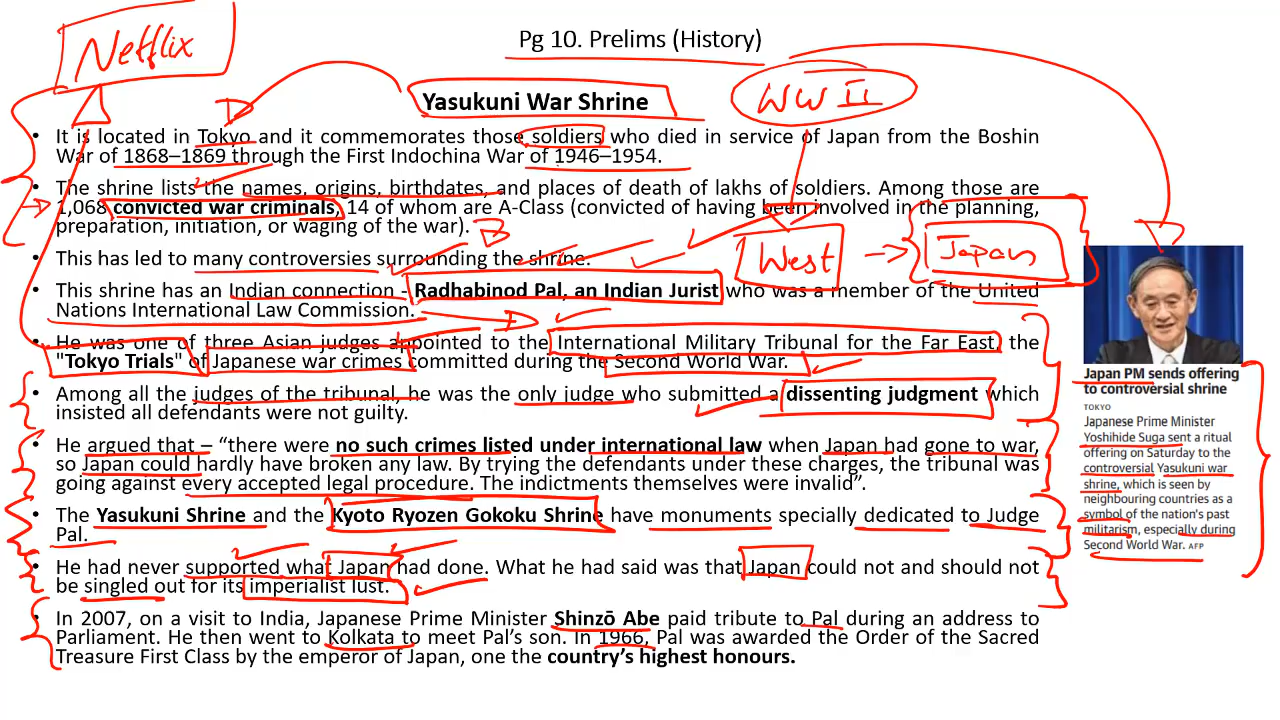 Netflix
Pg 10. Prelims (History)
Yasukuni War Shrine
WW II
• It is located in Tokyo and it commemorates those soldiers who died in service of Japan from the Boshin
War of 1868–1869 through the First Indochina War of 1946–1954.
• The shrine lists the names, origins, birthdates, and places of death of lakhs of soldiers. Among those are
1,068 convicted war criminals, 14 of whom are A-Class (convicted of having been involved in the planning,
preparation, initiation, or waging of the war).
West
Japan
• This has led to many controversies surrounding the shrine.
• This shrine has an Indian connection - Radhabinod Pal, an Indian Jurist who was a member of the United
Nations International Law Commission.
• He was one of three Asian judges appointed to the International Military Tribunal for the Far East, the
"Tokyo Trials" of Japanese war crimes committed during the Second World War.
• Among all the judges of the tribunal, he was the only judge who submitted a dissenting judgment which
insisted all defendants were not guilty.
• He argued that – “there were no such crimes listed under international law when Japan had gone to war,
so Japan could hardly have broken any law. By trying the defendants under these charges, the tribunal was
going against every accepted legal procedure. The indictments themselves were invalid”.
• The Yasukuni Shrine and the Kyoto Ryozen Gokoku Shrine have monuments specially dedicated to Judge
Pal.
• He had never supported what Japan had done. What he had said was that Japan could not and should not
be singled out for its imperialist lust.
• In 2007, on a visit to India, Japanese Prime Minister Shinzō Abe paid tribute to Pal during an address to
Parliament. He then went to Kolkata to meet Pal’s son. In 1966, Pal was awarded the Order of the Sacred
Treasure First Class by the emperor of Japan, one the country’s highest honours.
Japan PM sends offering
to controversial shrine
TOKYO
Japanese Prime Minister
Yoshihide Suga sent a ritual
offering on Saturday to the
controversial Yasukuni war
shrine, which is seen by
neighbouring countries as a
symbol of the nation's past
militarism, especially during
Second World War. AFP